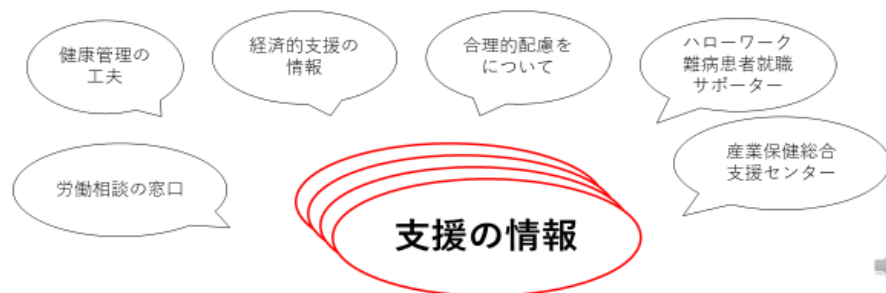 健康管理の
工夫
経済的支援の
情報
合理的配慮を
について
ハローワーク
難病患者就職
サポーター
労働相談の窓口
産業保健総合
支援センター
支援の情報